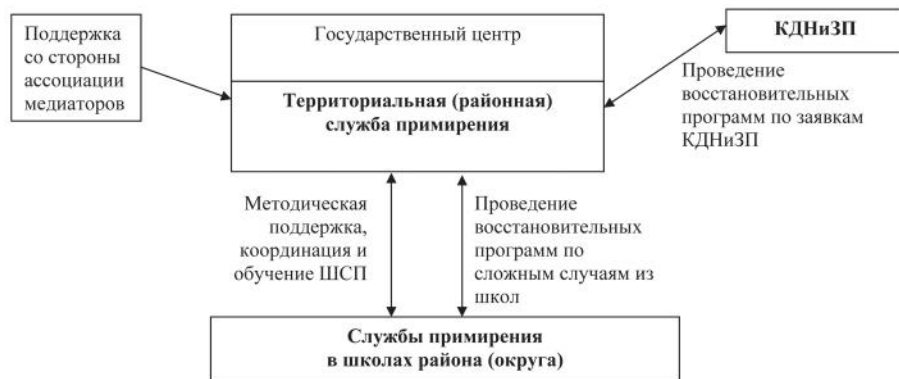 Поддержка
со стороны
ассоциации
медиаторов
Государственный центр
Территориальная (районная)
служба примирения
КДНиЗП
Проведение
восстановительных
программ по заявкам
КДНиЗП
Методическая
поддержка,
координация и
обучение ШСП
Проведение
восстановительных
программ по
сложным случаям из
школ
Службы примирения
в школах района (округа)